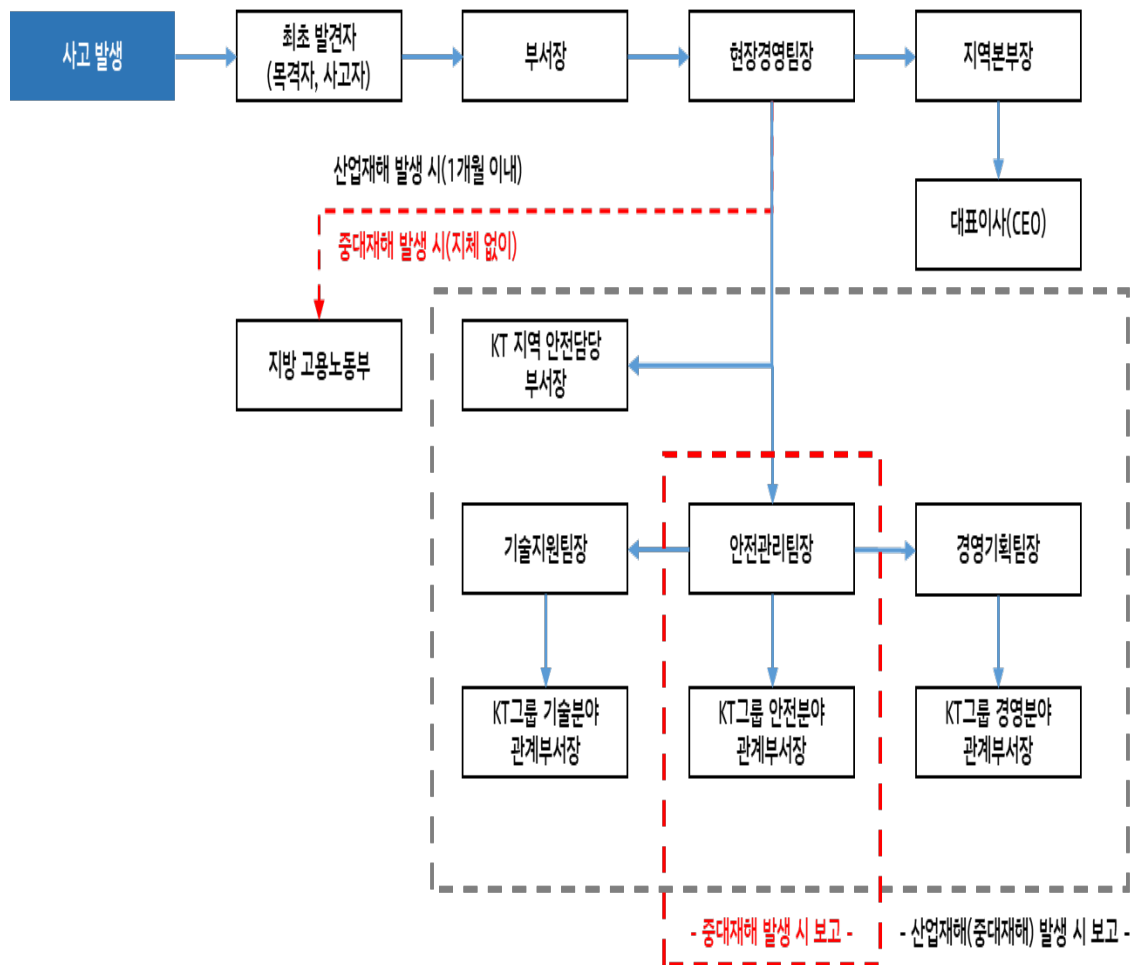 사고 발생
최초 발견자
(목격자, 사고자)
부서장
현장경영팀장
지역본부장
산업재해 발생 시(1개월 이내)
중대재해 발생 시(지체 없이)
대표이사(CEO)
지방 고용노동부
KT 지역 안전담당
부서장
기술지원팀장
안전관리팀장
경영기획팀장
KT그룹 기술분야
관계부서장
KT그룹 안전분야
관계부서장
KT그룹 경영분야
관계부서장
- 중대재해 발생 시 보고 -
- 산업재해(중대재해) 발생 시 보고 -